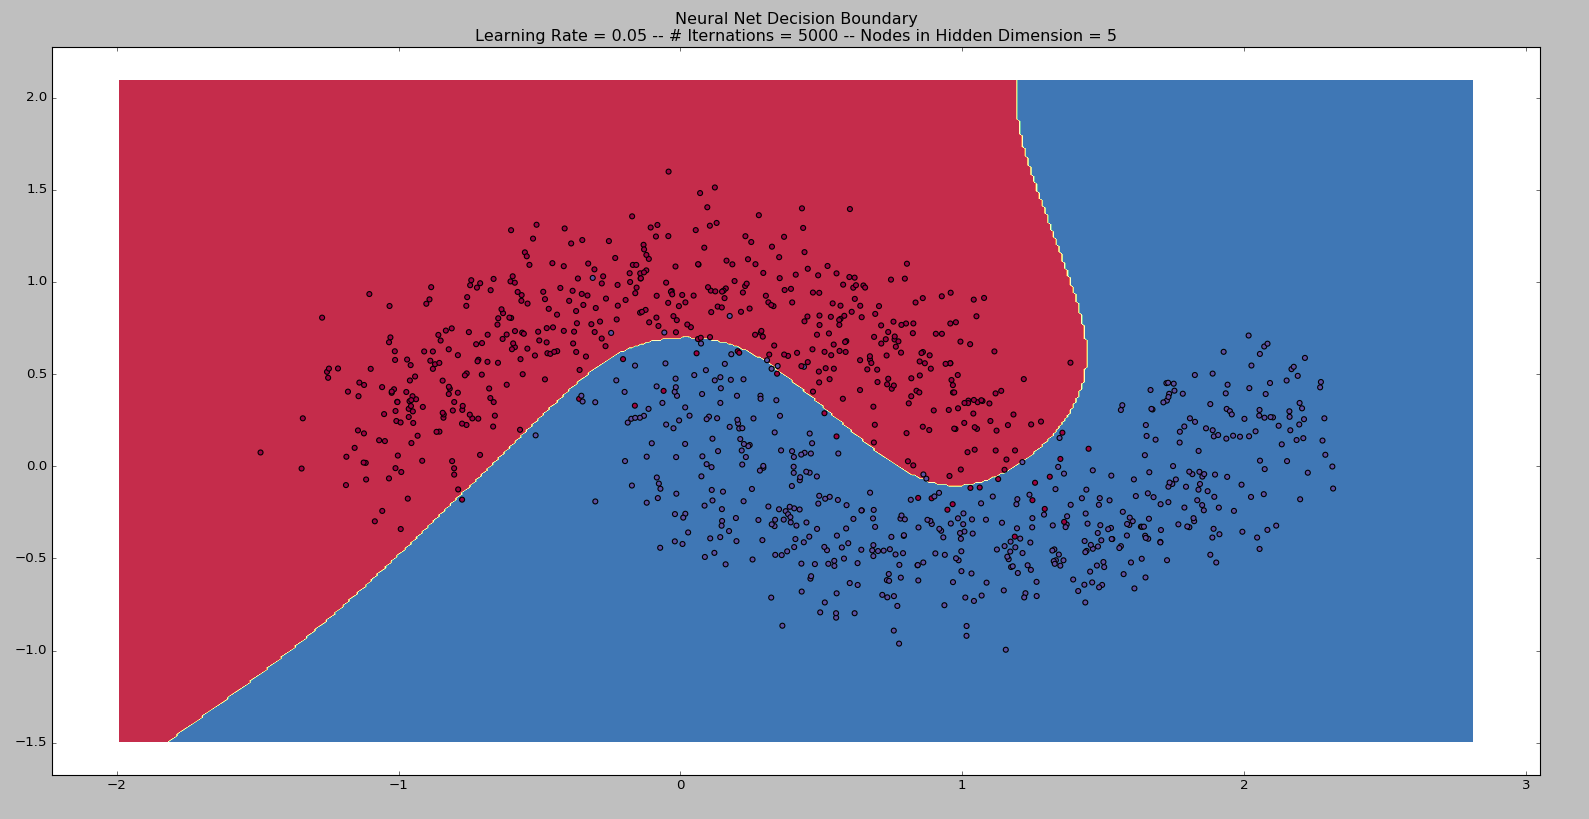 Neural Net Decision Boundary
Learning Rate = 0.05 -- # Iternations = 5000 -- Nodes in Hidden Dimension = 5
2.0
1.5
1.0
0.5
0.0
−0.5
−1.0
−1.5
−2 −1 0 1 2 3